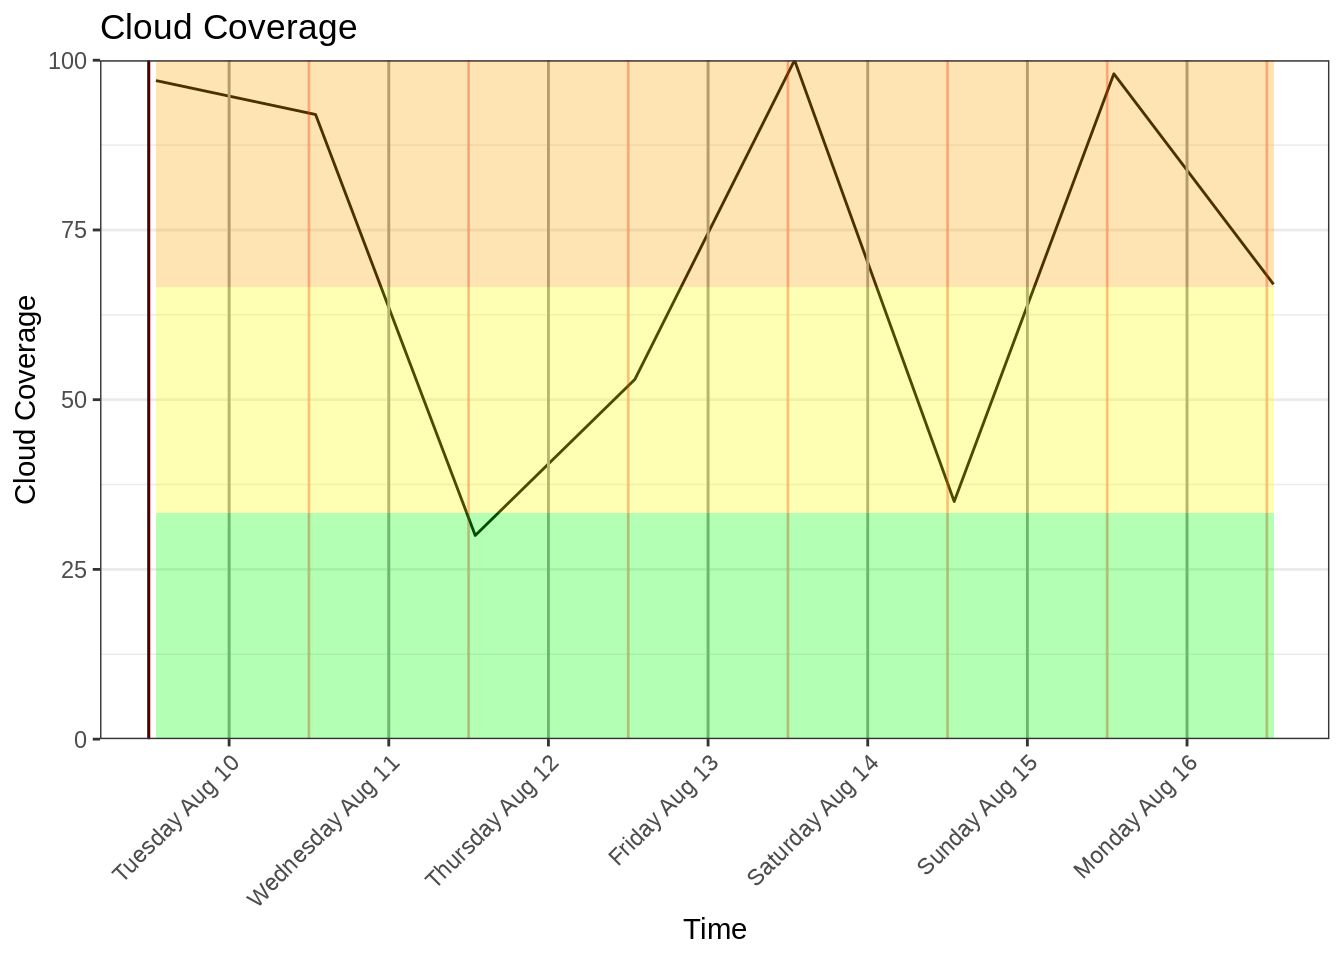 Cloud Coverage
100
75
50
25
0
Cloud Coverage
Tuesday Aug 10
Wednesday Aug 11
Thursday Aug 12
Friday Aug 13
Saturday Aug 14
Sunday Aug 15
Monday Aug 16
Time